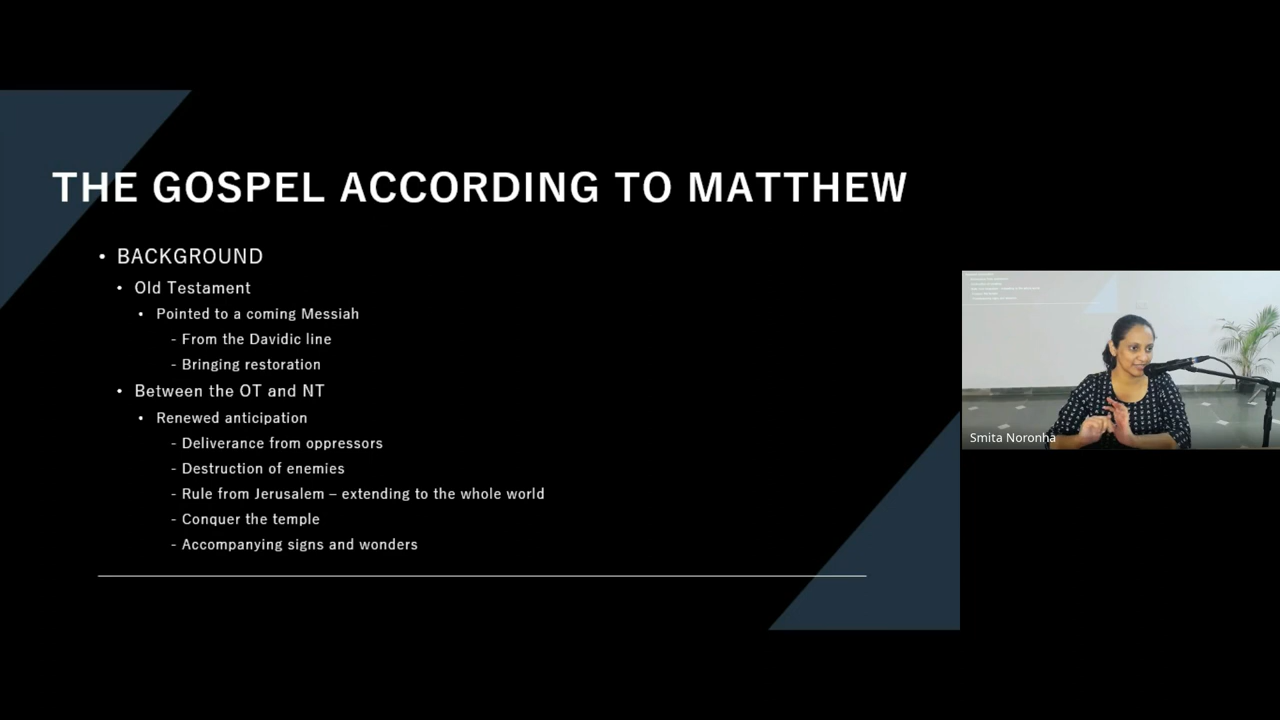 THE GOSPEL ACCORDING TO MATTHEW
• BACKGROUND
• Old Testament
• Pointed to a coming Messiah
- From the Davidic line
- Bringing restoration
• Between the OT and NT
• Renewed anticipation
- Deliverance from oppressors
- Destruction of enemies
- Rule from Jerusalem – extending to the whole world
- Conquer the temple
- Accompanying signs and wonders
Smita Noronha